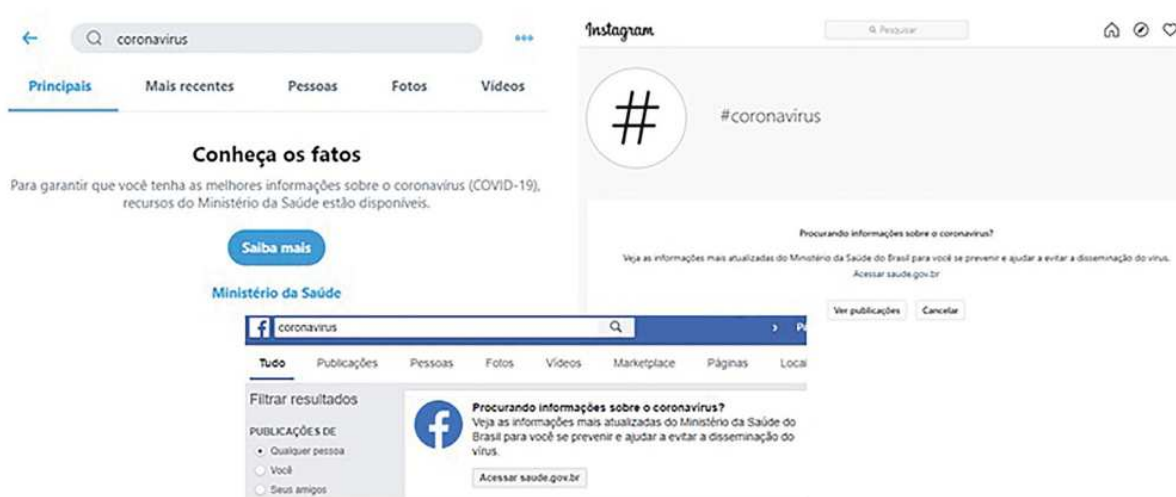 coronavirus
Principais Mais recentes Pessoas Fotos Vídeos
Conheça os fatos
Para garantir que você tenha as melhores informações sobre o coronavírus (COVID-19),
recursos do Ministério da Saúde estão disponíveis.
Saiba mais
Ministério da Saúde
Instagram
Pesquisar
#coronavirus
Procurando informações sobre o coronavírus?
Veja as informações mais atualizadas do Ministério da Saúde do Brasil para você se prevenir e ajudar a evitar a disseminação do vírus.
Acessar saude.gov.br
Ver publicações Cancelar
coronavirus
Tudo Publicações Pessoas Fotos Vídeos Marketplace Páginas
Filtrar resultados
PUBLICAÇÕES DE
Qualquer pessoa
Você
Seus amigos
Procurando informações sobre o coronavírus?
Veja as informações mais atualizadas do Ministério da Saúde do
Brasil para você se prevenir e ajudar a evitar a disseminação do
vírus.
Acessar saude.gov.br